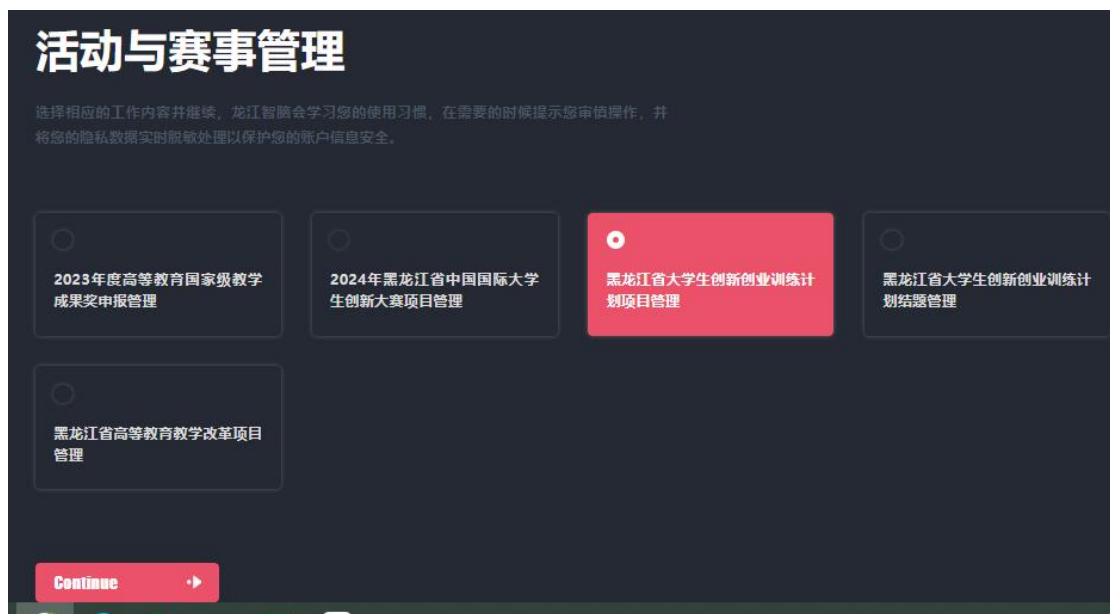 活动与赛事管理
选择相应的工作内容并继续，龙江智脑会学习您的使用习惯，在需要的时候提示您审慎操作，并
将您的隐私数据实时脱敏处理以保护您的账户信息安全。
2023年度高等教育国家级教学
成果奖申报管理
2024年黑龙江省中国国际大学
生创新大赛项目管理
黑龙江省大学生创新创业训练计
划项目管理
黑龙江省大学生创新创业训练计
划结题管理
黑龙江省高等教育教学改革项目
管理
Continue